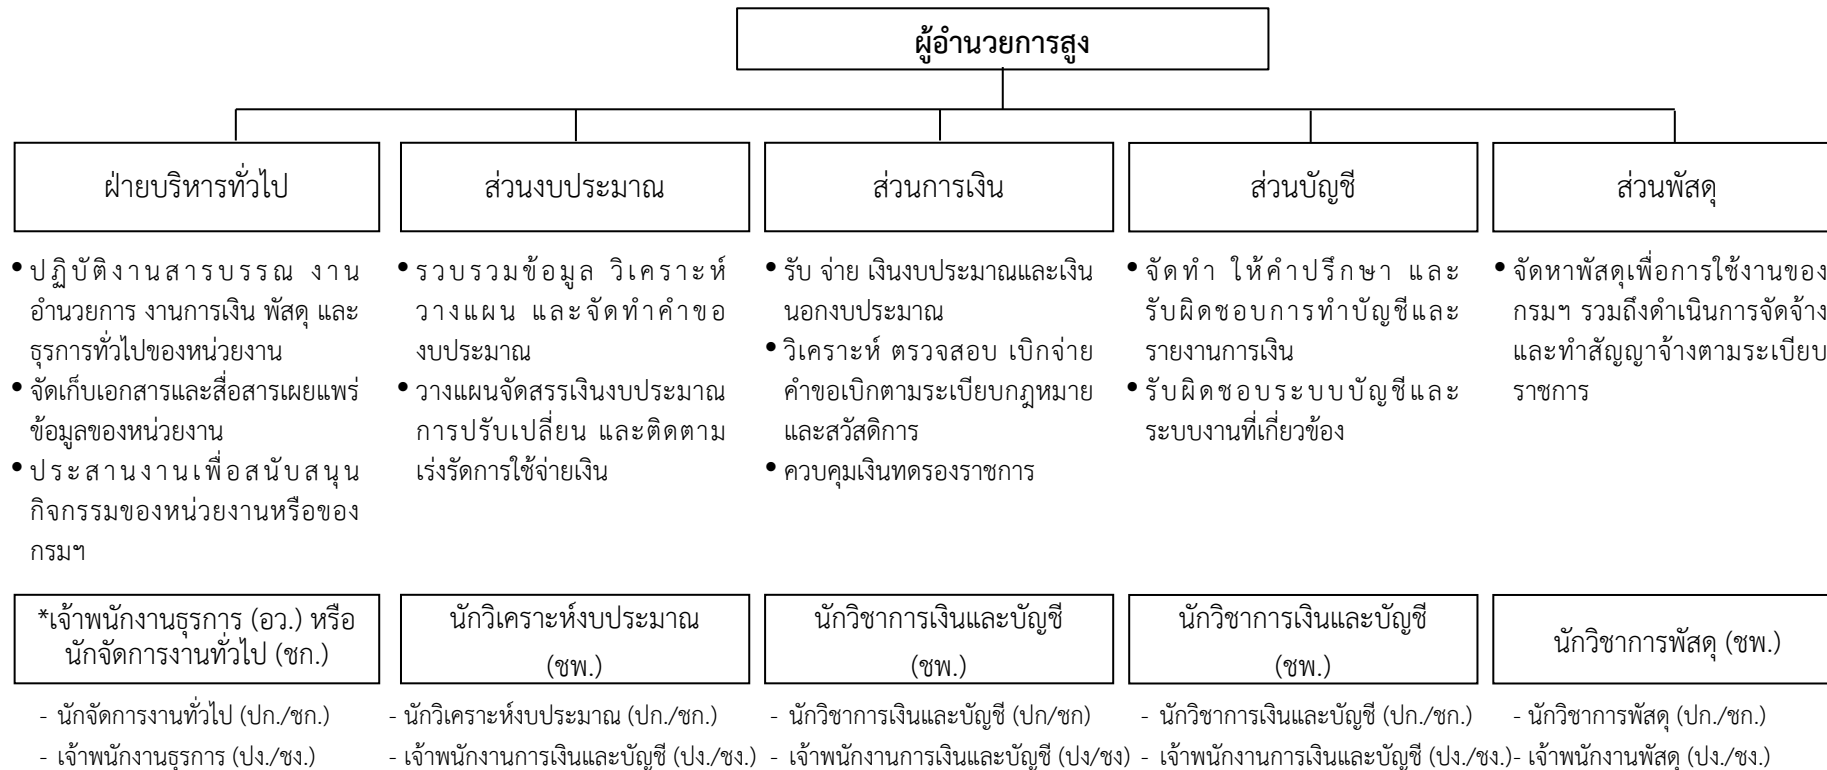 ผู้อำนวยการสูง
ฝ่ายบริหารทั่วไป
● ปฏิบัติงานสารบรรณ งาน
อำนวยการ งานการเงิน พัสดุ และ
ธุรการทั่วไปของหน่วยงาน
● จัดเก็บเอกสารและสื่อสารเผยแพร่
ข้อมูลของหน่วยงาน
● ประสานงานเพื่อสนับสนุน
กิจกรรมของหน่วยงานหรือของ
กรมฯ
*เจ้าพนักงานธุรการ (อว.) หรือ
นักจัดการงานทั่วไป (ชก.)
- นักจัดการงานทั่วไป (ปก./ชก.)
- เจ้าพนักงานธุรการ (ปง./ชง.)
ส่วนงบประมาณ
● รวบรวมข้อมูล วิเคราะห์
วางแผน และจัดทำคำขอ
งบประมาณ
● วางแผนจัดสรรเงินงบประมาณ
การปรับเปลี่ยน และติดตาม
เร่งรัดการใช้จ่ายเงิน
นักวิเคราะห์งบประมาณ
(ชพ.)
- นักวิเคราะห์งบประมาณ (ปก./ชก.)
- เจ้าพนักงานการเงินและบัญชี (ปง./ชง.)
ส่วนการเงิน
● รับ จ่าย เงินงบประมาณและเงิน
นอกงบประมาณ
● วิเคราะห์ ตรวจสอบ เบิกจ่าย
คำขอเบิกตามระเบียบกฎหมาย
และสวัสดิการ
● ควบคุมเงินทดรองราชการ
นักวิชาการเงินและบัญชี
(ชพ.)
- นักวิชาการเงินและบัญชี (ปก/ชก)
- เจ้าพนักงานการเงินและบัญชี (ปง/ชง)
ส่วนบัญชี
● จัดทำ ให้คำปรึกษา และ
รับผิดชอบการทำบัญชีและ
รายงานการเงิน
● รับผิดชอบระบบบัญชีและ
ระบบงานที่เกี่ยวข้อง
นักวิชาการเงินและบัญชี
(ชพ.)
- นักวิชาการเงินและบัญชี (ปก./ชก.)
- เจ้าพนักงานการเงินและบัญชี (ปง./ชง.)
ส่วนพัสดุ
● จัดหาพัสดุเพื่อการใช้งานของ
กรมฯ รวมถึงดำเนินการจัดจ้าง
และทำสัญญาจ้างตามระเบียบ
ราชการ
นักวิชาการพัสดุ (ชพ.)
- นักวิชาการพัสดุ (ปก./ชก.)
- เจ้าพนักงานพัสดุ (ปง./ชง.)